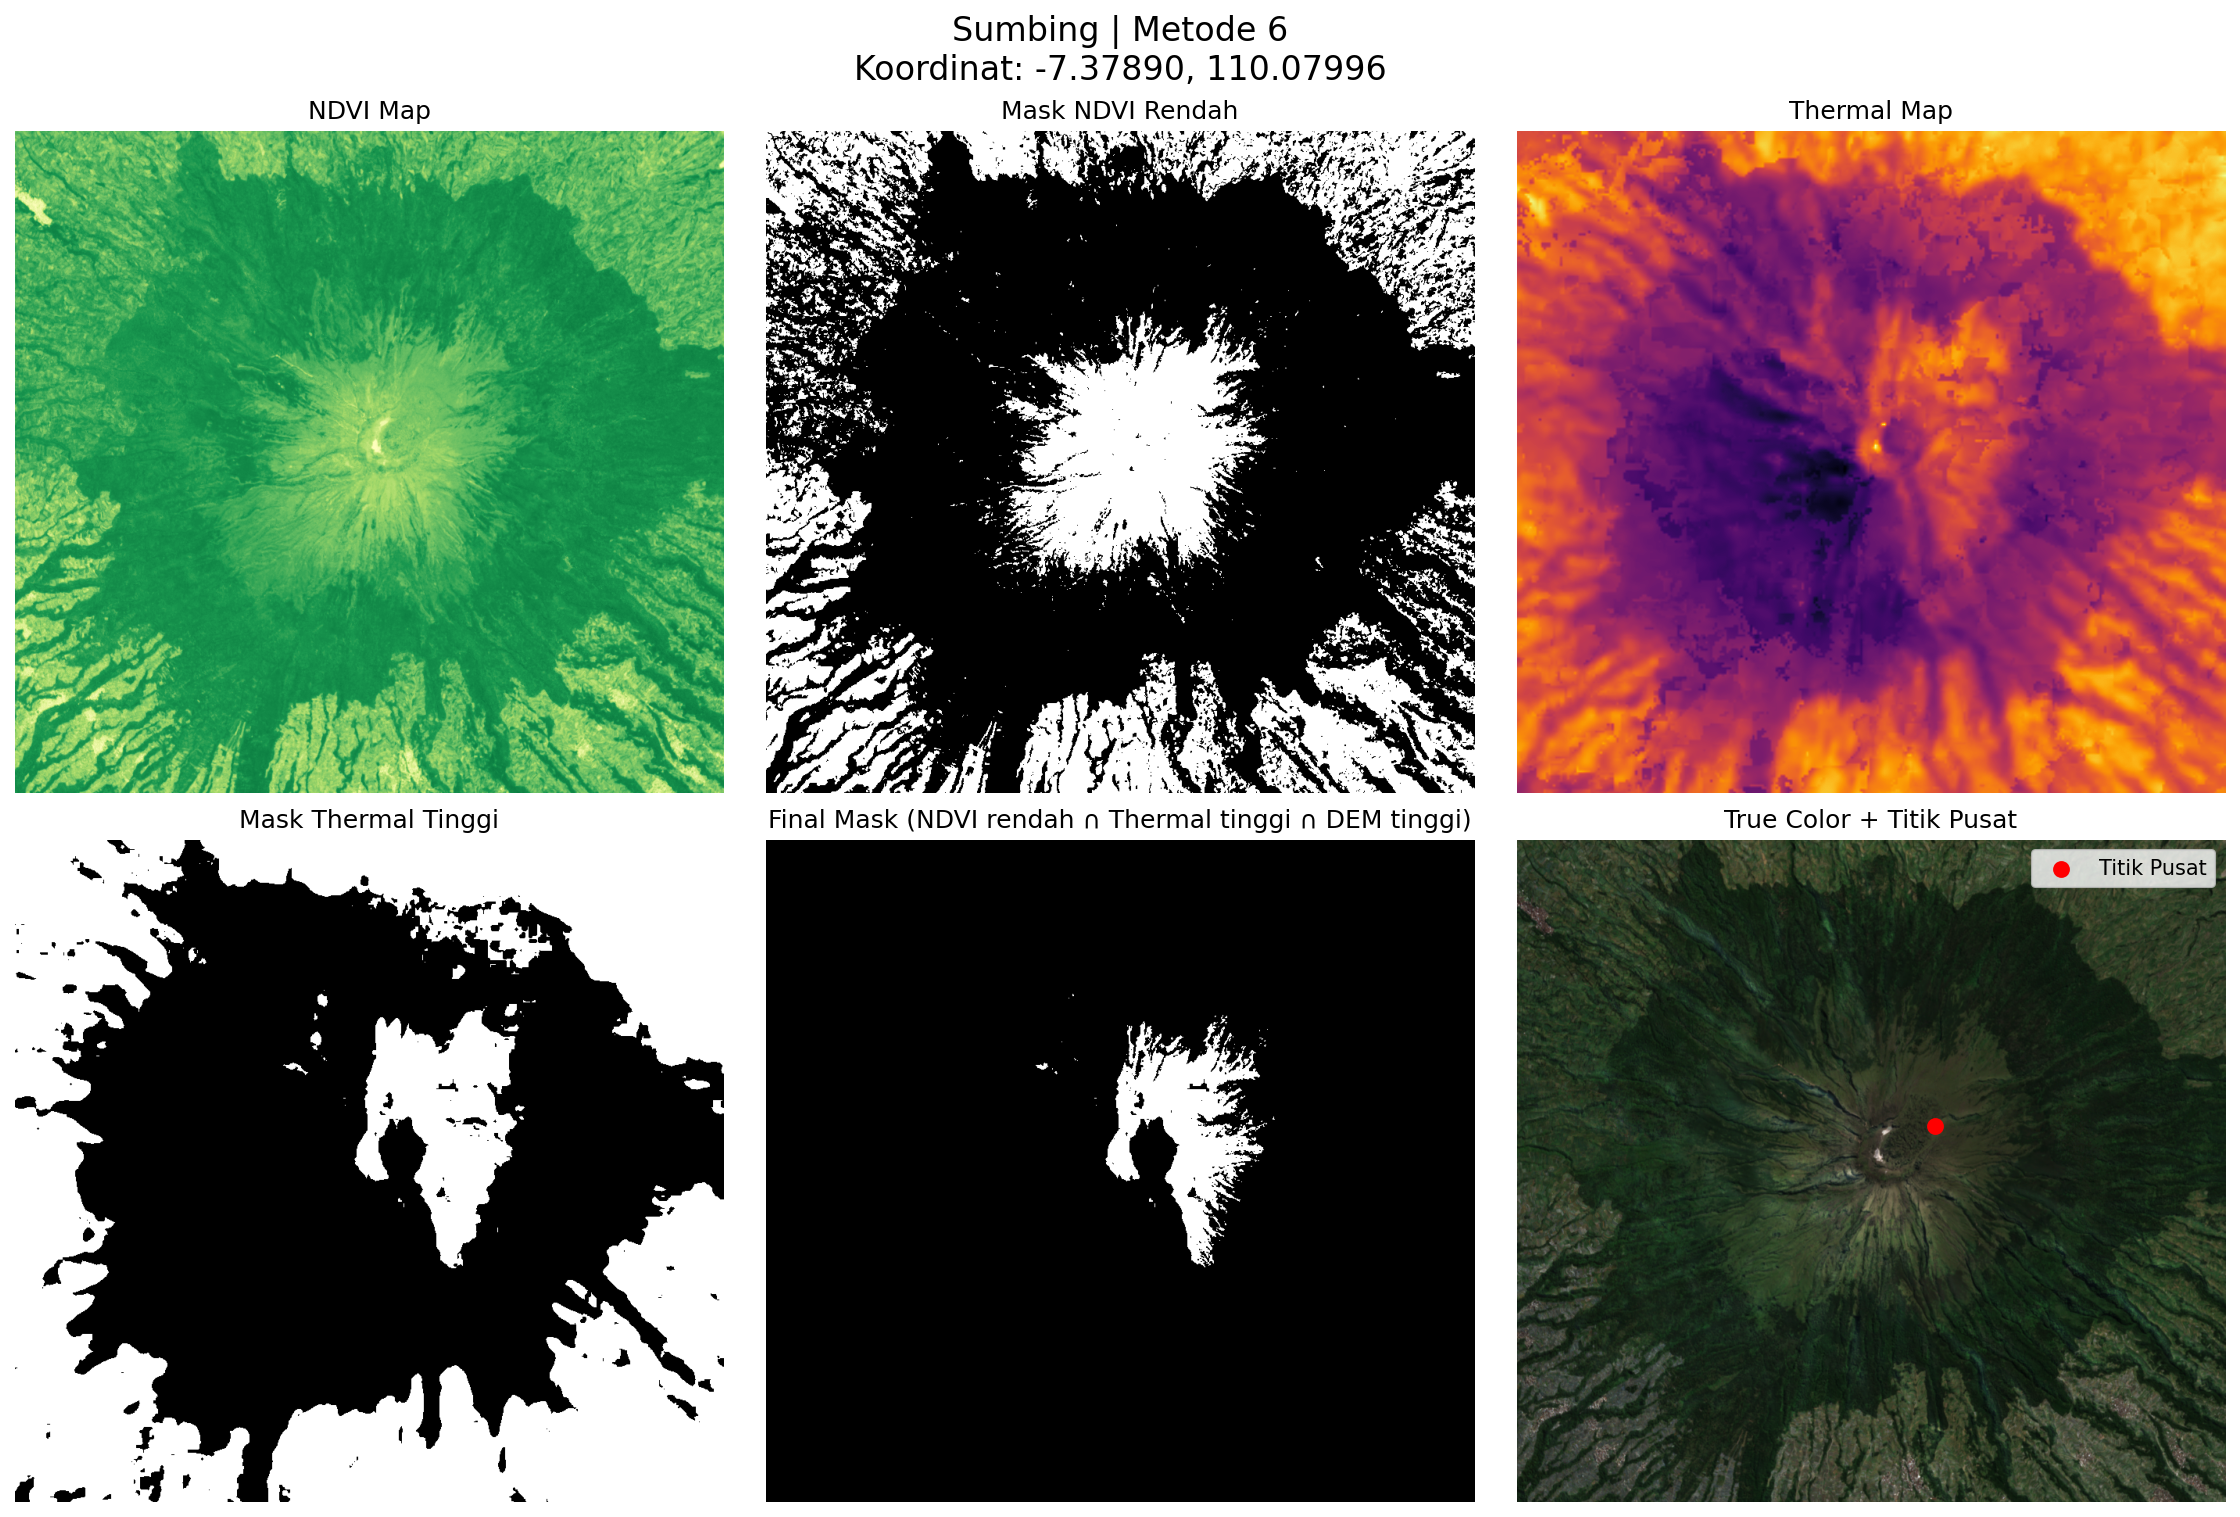 Sumbing | Metode 6
Koordinat: -7.37890, 110.07996
NDVI Map
Mask NDVI Rendah
Thermal Map
Mask Thermal Tinggi
Final Mask (NDVI rendah ∩ Thermal tinggi ∩ DEM tinggi)
True Color + Titik Pusat
Titik Pusat